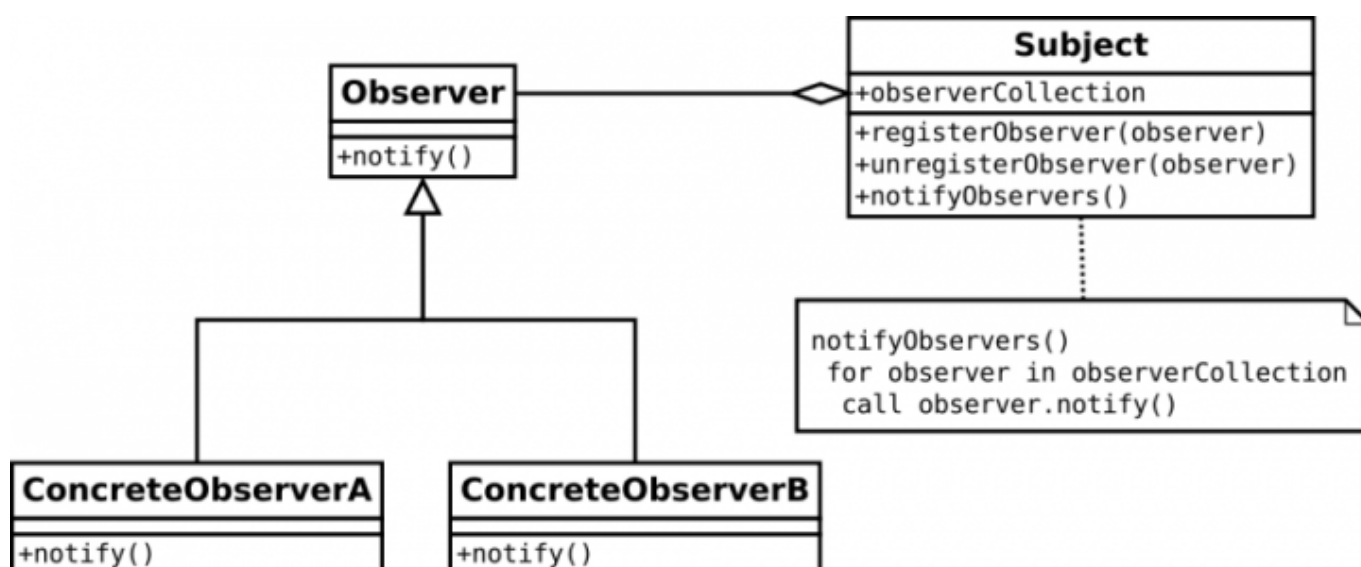 Subject
+observerCollection
+registerObserver(observer)
+unregisterObserver(observer)
+notifyObservers()
Observer
+notify()
notifyObservers()
for observer in observerCollection
call observer.notify()
ConcreteObserverA
+notify()
ConcreteObserverB
+notify()